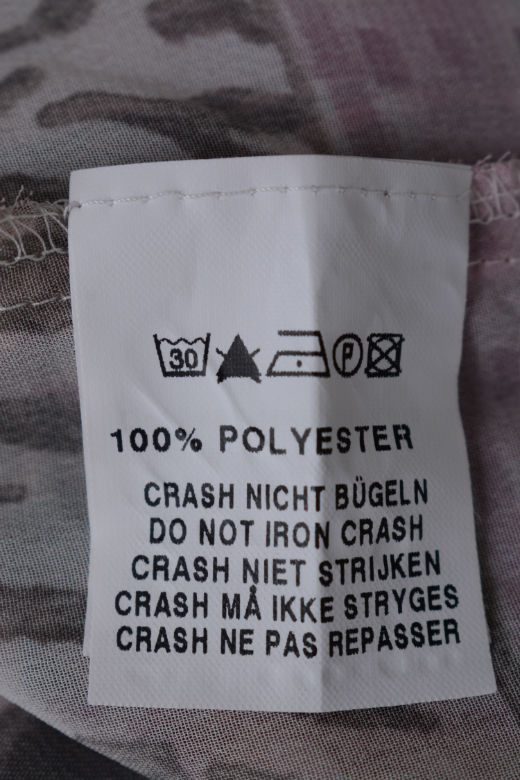 30 P
100% POLYESTER
CRASH NICHT BÜGELN
DO NOT IRON CRASH
CRASH NIET STRIJKEN
CRASH MÅ IKKE STRYGES
CRASH NE PAS REPASSER